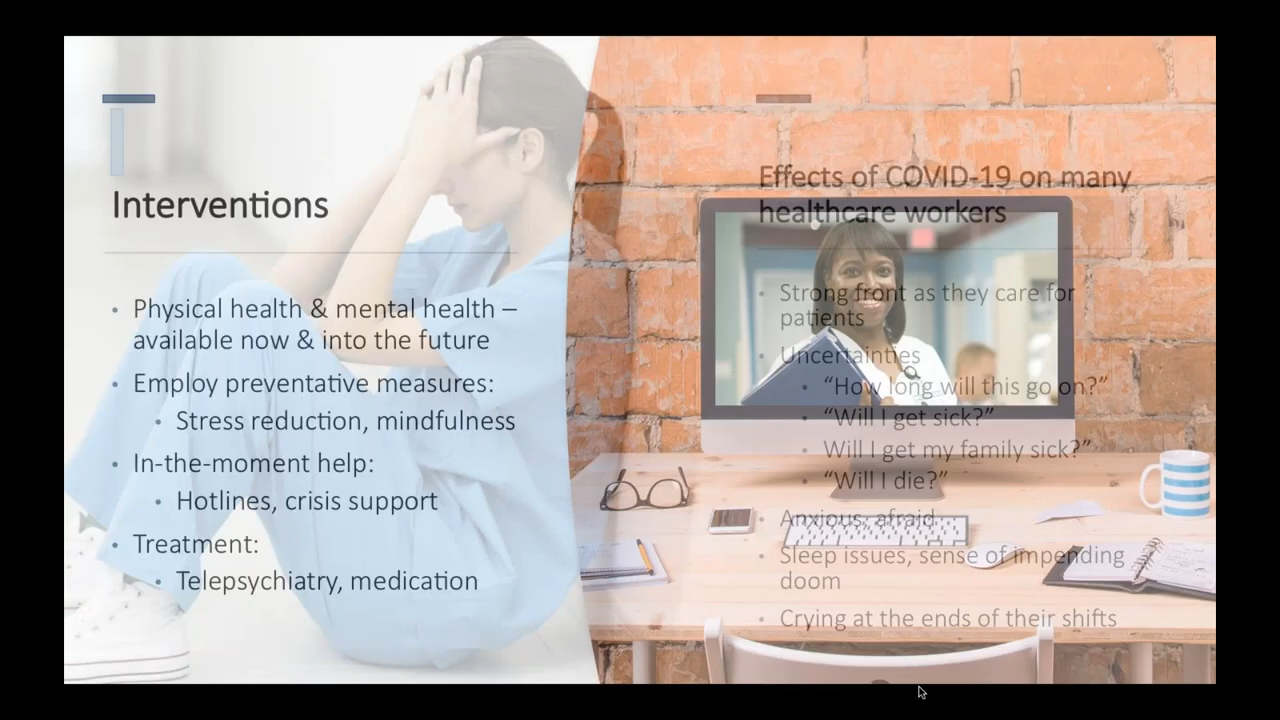 Interventions
Physical health & mental health –
available now & into the future
Employ preventative measures:
Stress reduction, mindfulness
In-the-moment help:
Hotlines, crisis support
Treatment:
Telepsychiatry, medication
Effects of COVID-19 on many
healthcare workers
Strong front as they care for
patients
Uncertainties
“How long will this go on?”
“Will I get sick?”
Will I get my family sick?”
“Will I die?”
Anxious, afraid
Sleep issues, sense of impending
doom
Crying at the ends of their shifts